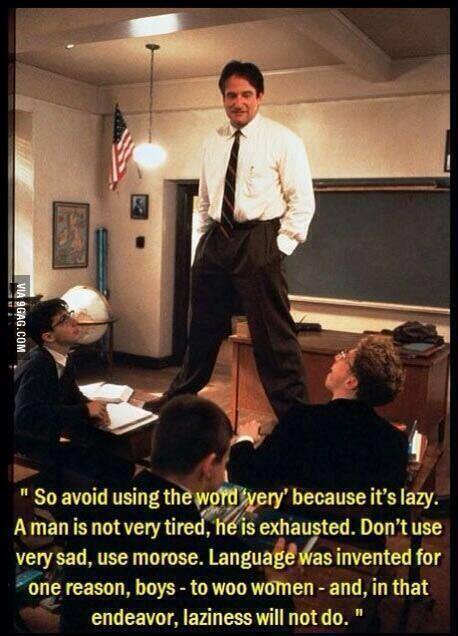 VIA 9GAG.COM
" So avoid using the word 'very' because it's lazy.
A man is not very tired, he is exhausted. Don't use
very sad, use morose. Language was invented for
one reason, boys - to woo women - and, in that
endeavor, laziness will not do. "